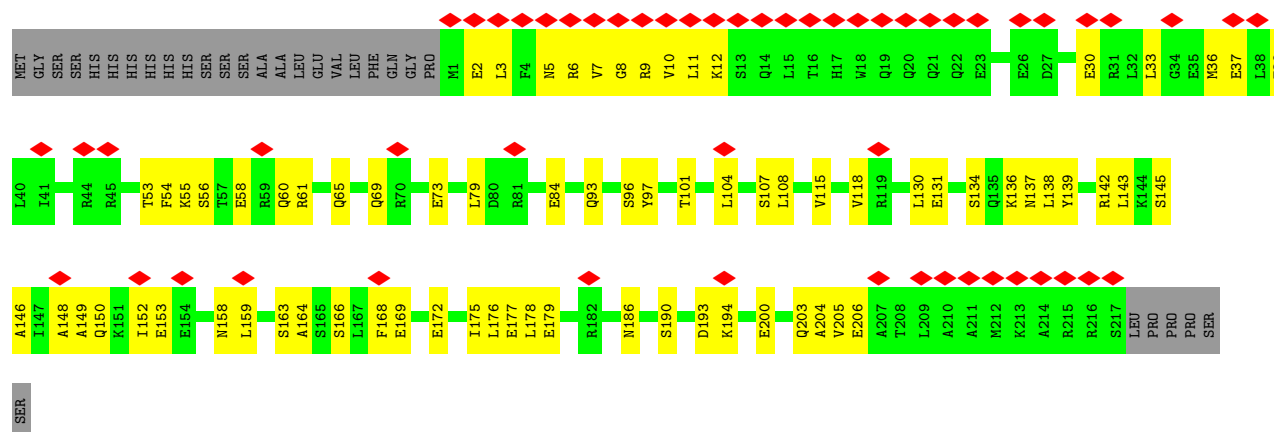 MET GLY SER SER HIS HIS HIS HIS HIS HIS SER SER SER ALA ALA LEU GLU VAL LEU PHE GLN GLY PRO M1 E2 L3 F4 N5 R6 V7 G8 R9 V10 L11 K12 S13 Q14 L15 T16 H17 W18 Q19 Q20 Q21 Q22 E23 E26 D27 E30 R31 L32 L33 G34 E35 M36 E37 L38
L40 I41 R44 R45 T53 F54 K55 S56 T57 E58 R59 Q60 R61 Q65 Q69 R70 E73 L79 D80 R81 E84 Q93 S96 Y97 T101 L104 S107 L108 V115 V118 R119 L130 E131 S134 Q135 K136 N137 L138 Y139 R142 L143 K144 S145
A146 I147 A148 A149 Q150 K151 I152 E153 E154 N158 L159 S163 A164 S165 S166 L167 F168 E169 E172 I175 L176 E177 L178 E179 R182 N186 S190 D193 K194 E200 Q203 A204 V205 E206 A207 T208 L209 A210 A211 M212 K213 A214 R215 R216 S217 LEU PRO PRO PRO SER
SER